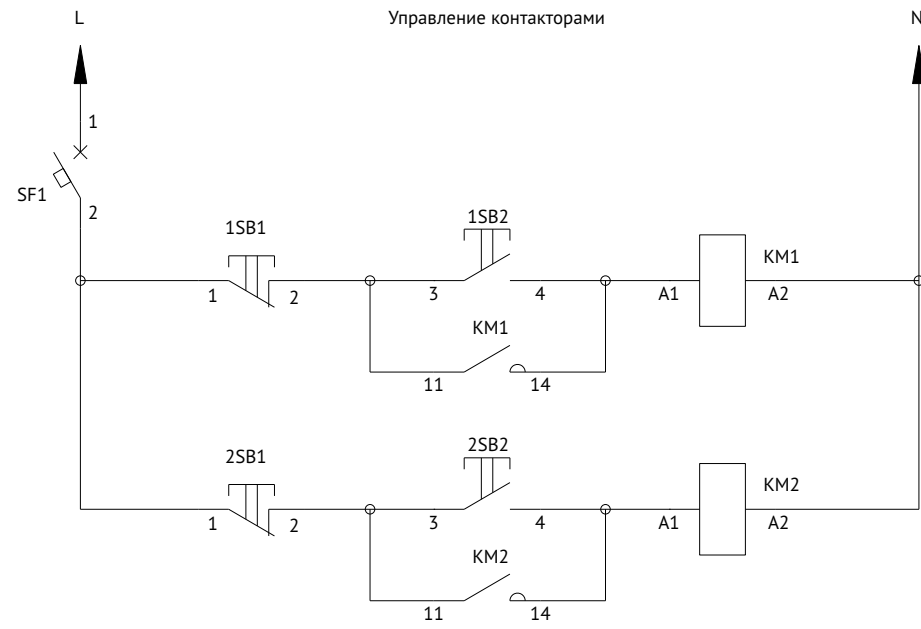 L
Управление контакторами
N
1
SF1
2
1SB1
1SB2
KM1
1
2
3
4
A1
A2
KM1
11
14
2SB1
2SB2
KM2
1
2
3
4
A1
A2
KM2
11
14